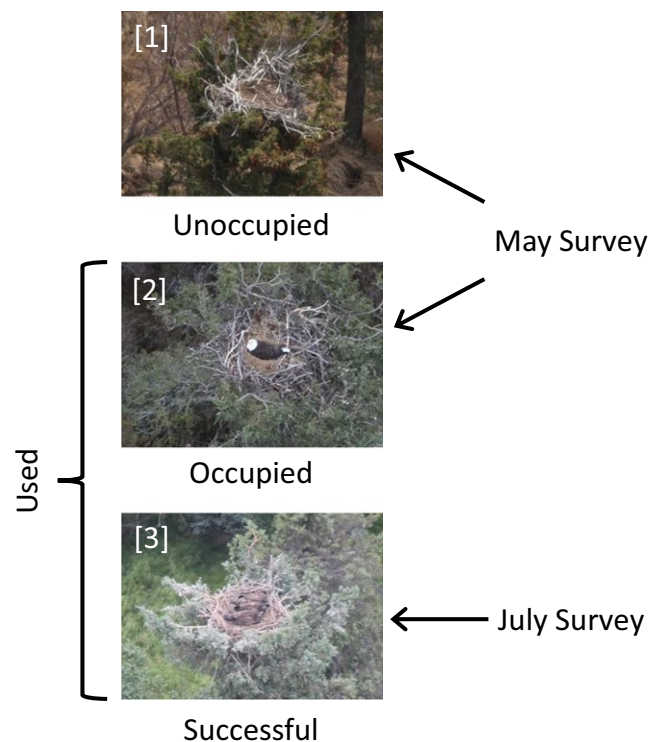 [1]
Unoccupied
May Survey
[2]
Occupied
Used
[3]
July Survey
Successful